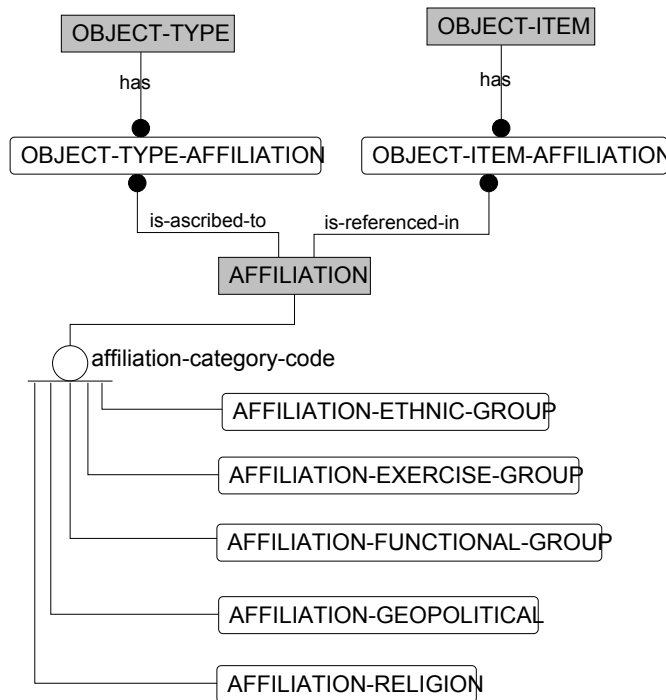 OBJECT-TYPE
OBJECT-ITEM
has
has
OBJECT-TYPE-AFFILIATION
OBJECT-ITEM-AFFILIATION
is-ascribed-to
is-referenced-in
AFFILIATION
affiliation-category-code
AFFILIATION-ETHNIC-GROUP
AFFILIATION-EXERCISE-GROUP
AFFILIATION-FUNCTIONAL-GROUP
AFFILIATION-GEOPOLITICAL
AFFILIATION-RELIGION